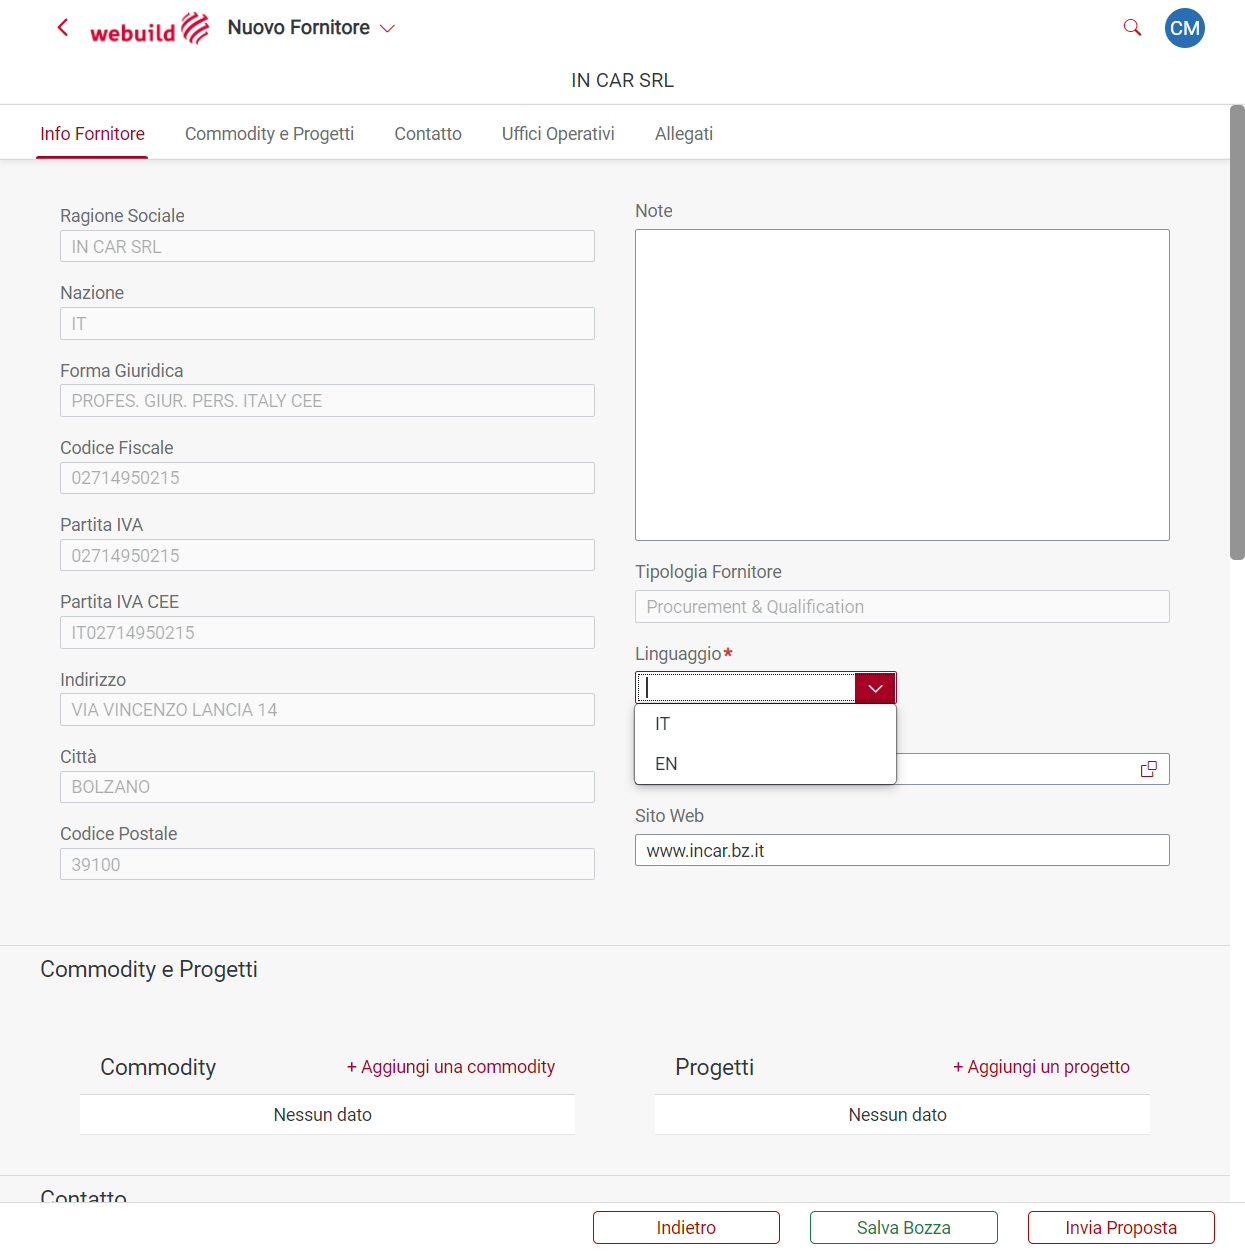 webuild
Nuovo Fornitore
CM
IN CAR SRL
Info Fornitore
Commodity e Progetti
Contatto
Uffici Operativi
Allegati
Ragione Sociale
IN CAR SRL
Nazione
IT
Forma Giuridica
PROFES. GIUR. PERS. ITALY CEE
Codice Fiscale
02714950215
Partita IVA
02714950215
Partita IVA CEE
IT02714950215
Indirizzo
VIA VINCENZO LANCIA 14
Città
BOLZANO
Codice Postale
39100
Note
Tipologia Fornitore
Procurement & Qualification
Linguaggio*
IT
EN
Sito Web
www.incar.bz.it
Commodity e Progetti
Commodity
+ Aggiungi una commodity
Nessun dato
Progetti
+ Aggiungi un progetto
Nessun dato
Contatto
Indietro
Salva Bozza
Invia Proposta